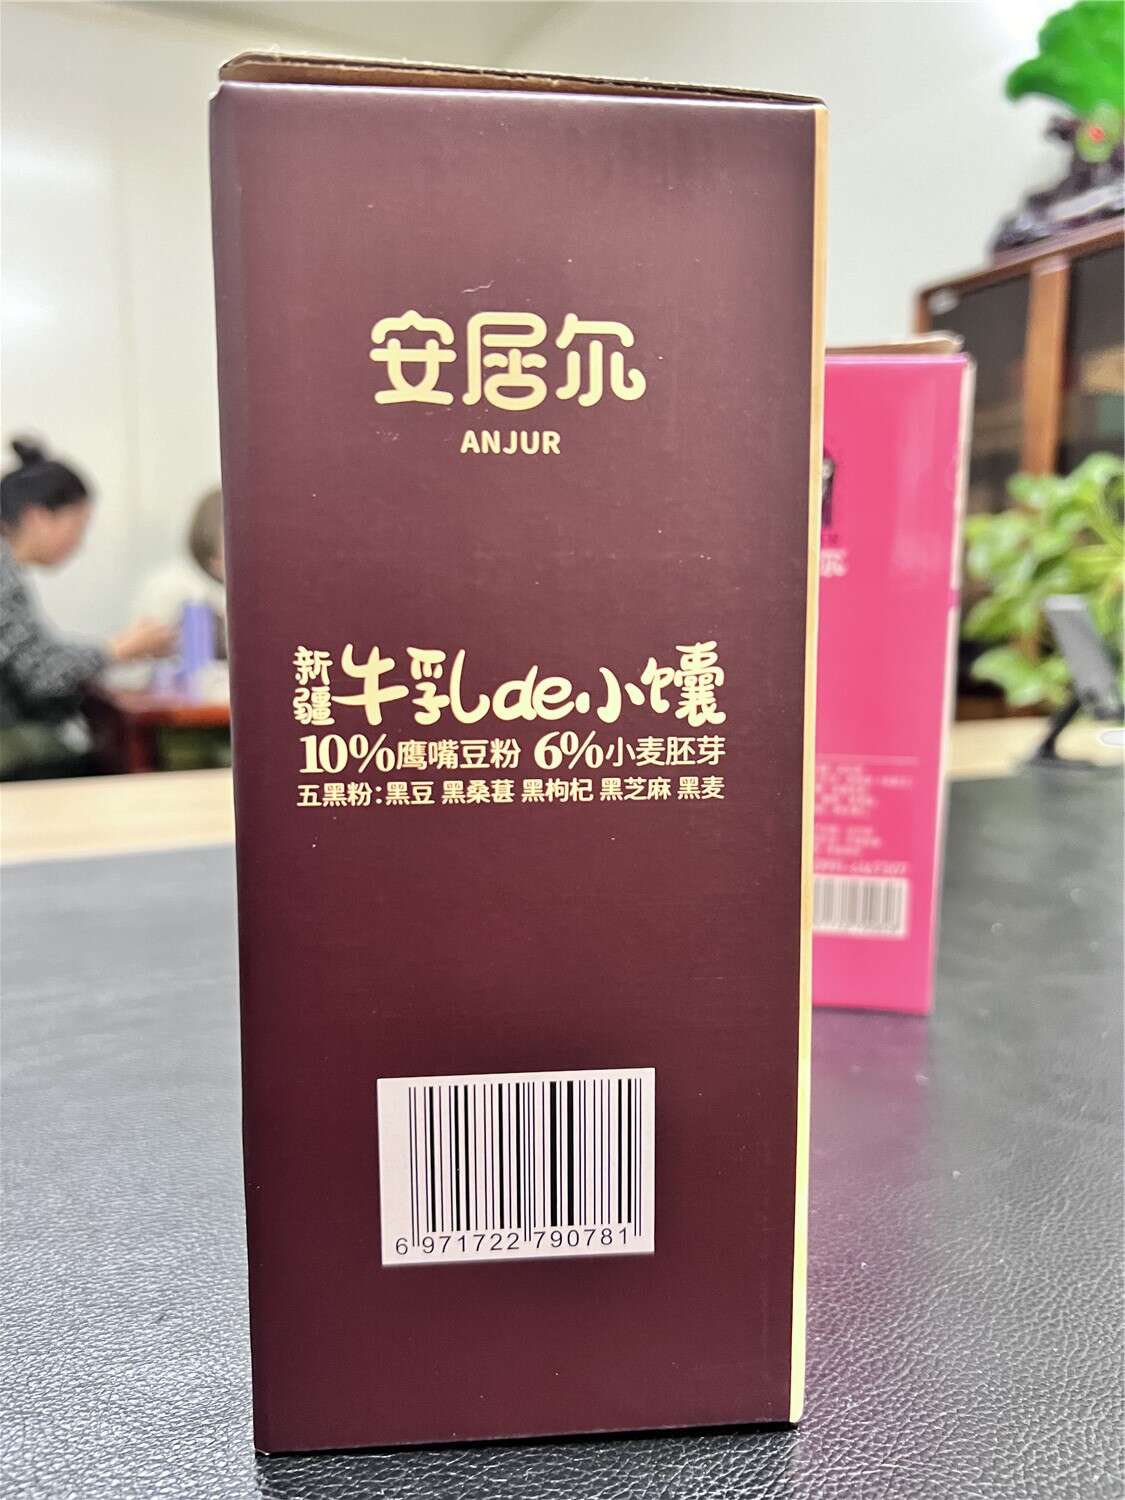 安居尔
ANJUR
新疆牛乳de小馕
10%鹰嘴豆粉 6%小麦胚芽
五黑粉:黑豆 黑桑葚 黑枸杞 黑芝麻 黑麦
6 971722 790781